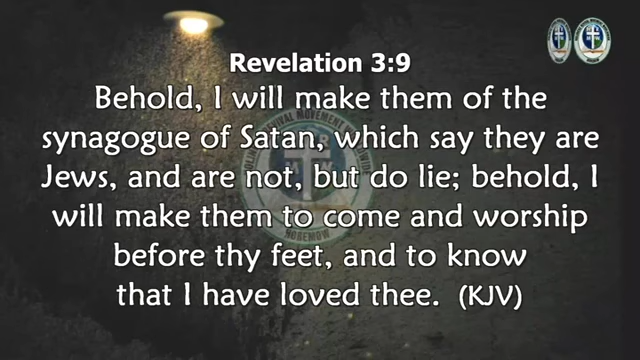 Revelation 3:9
Behold, I will make them of the
synagogue of Satan, which say they are
Jews, and are not, but do lie; behold, I
will make them to come and worship
before thy feet, and to know
that I have loved thee. (KJV)